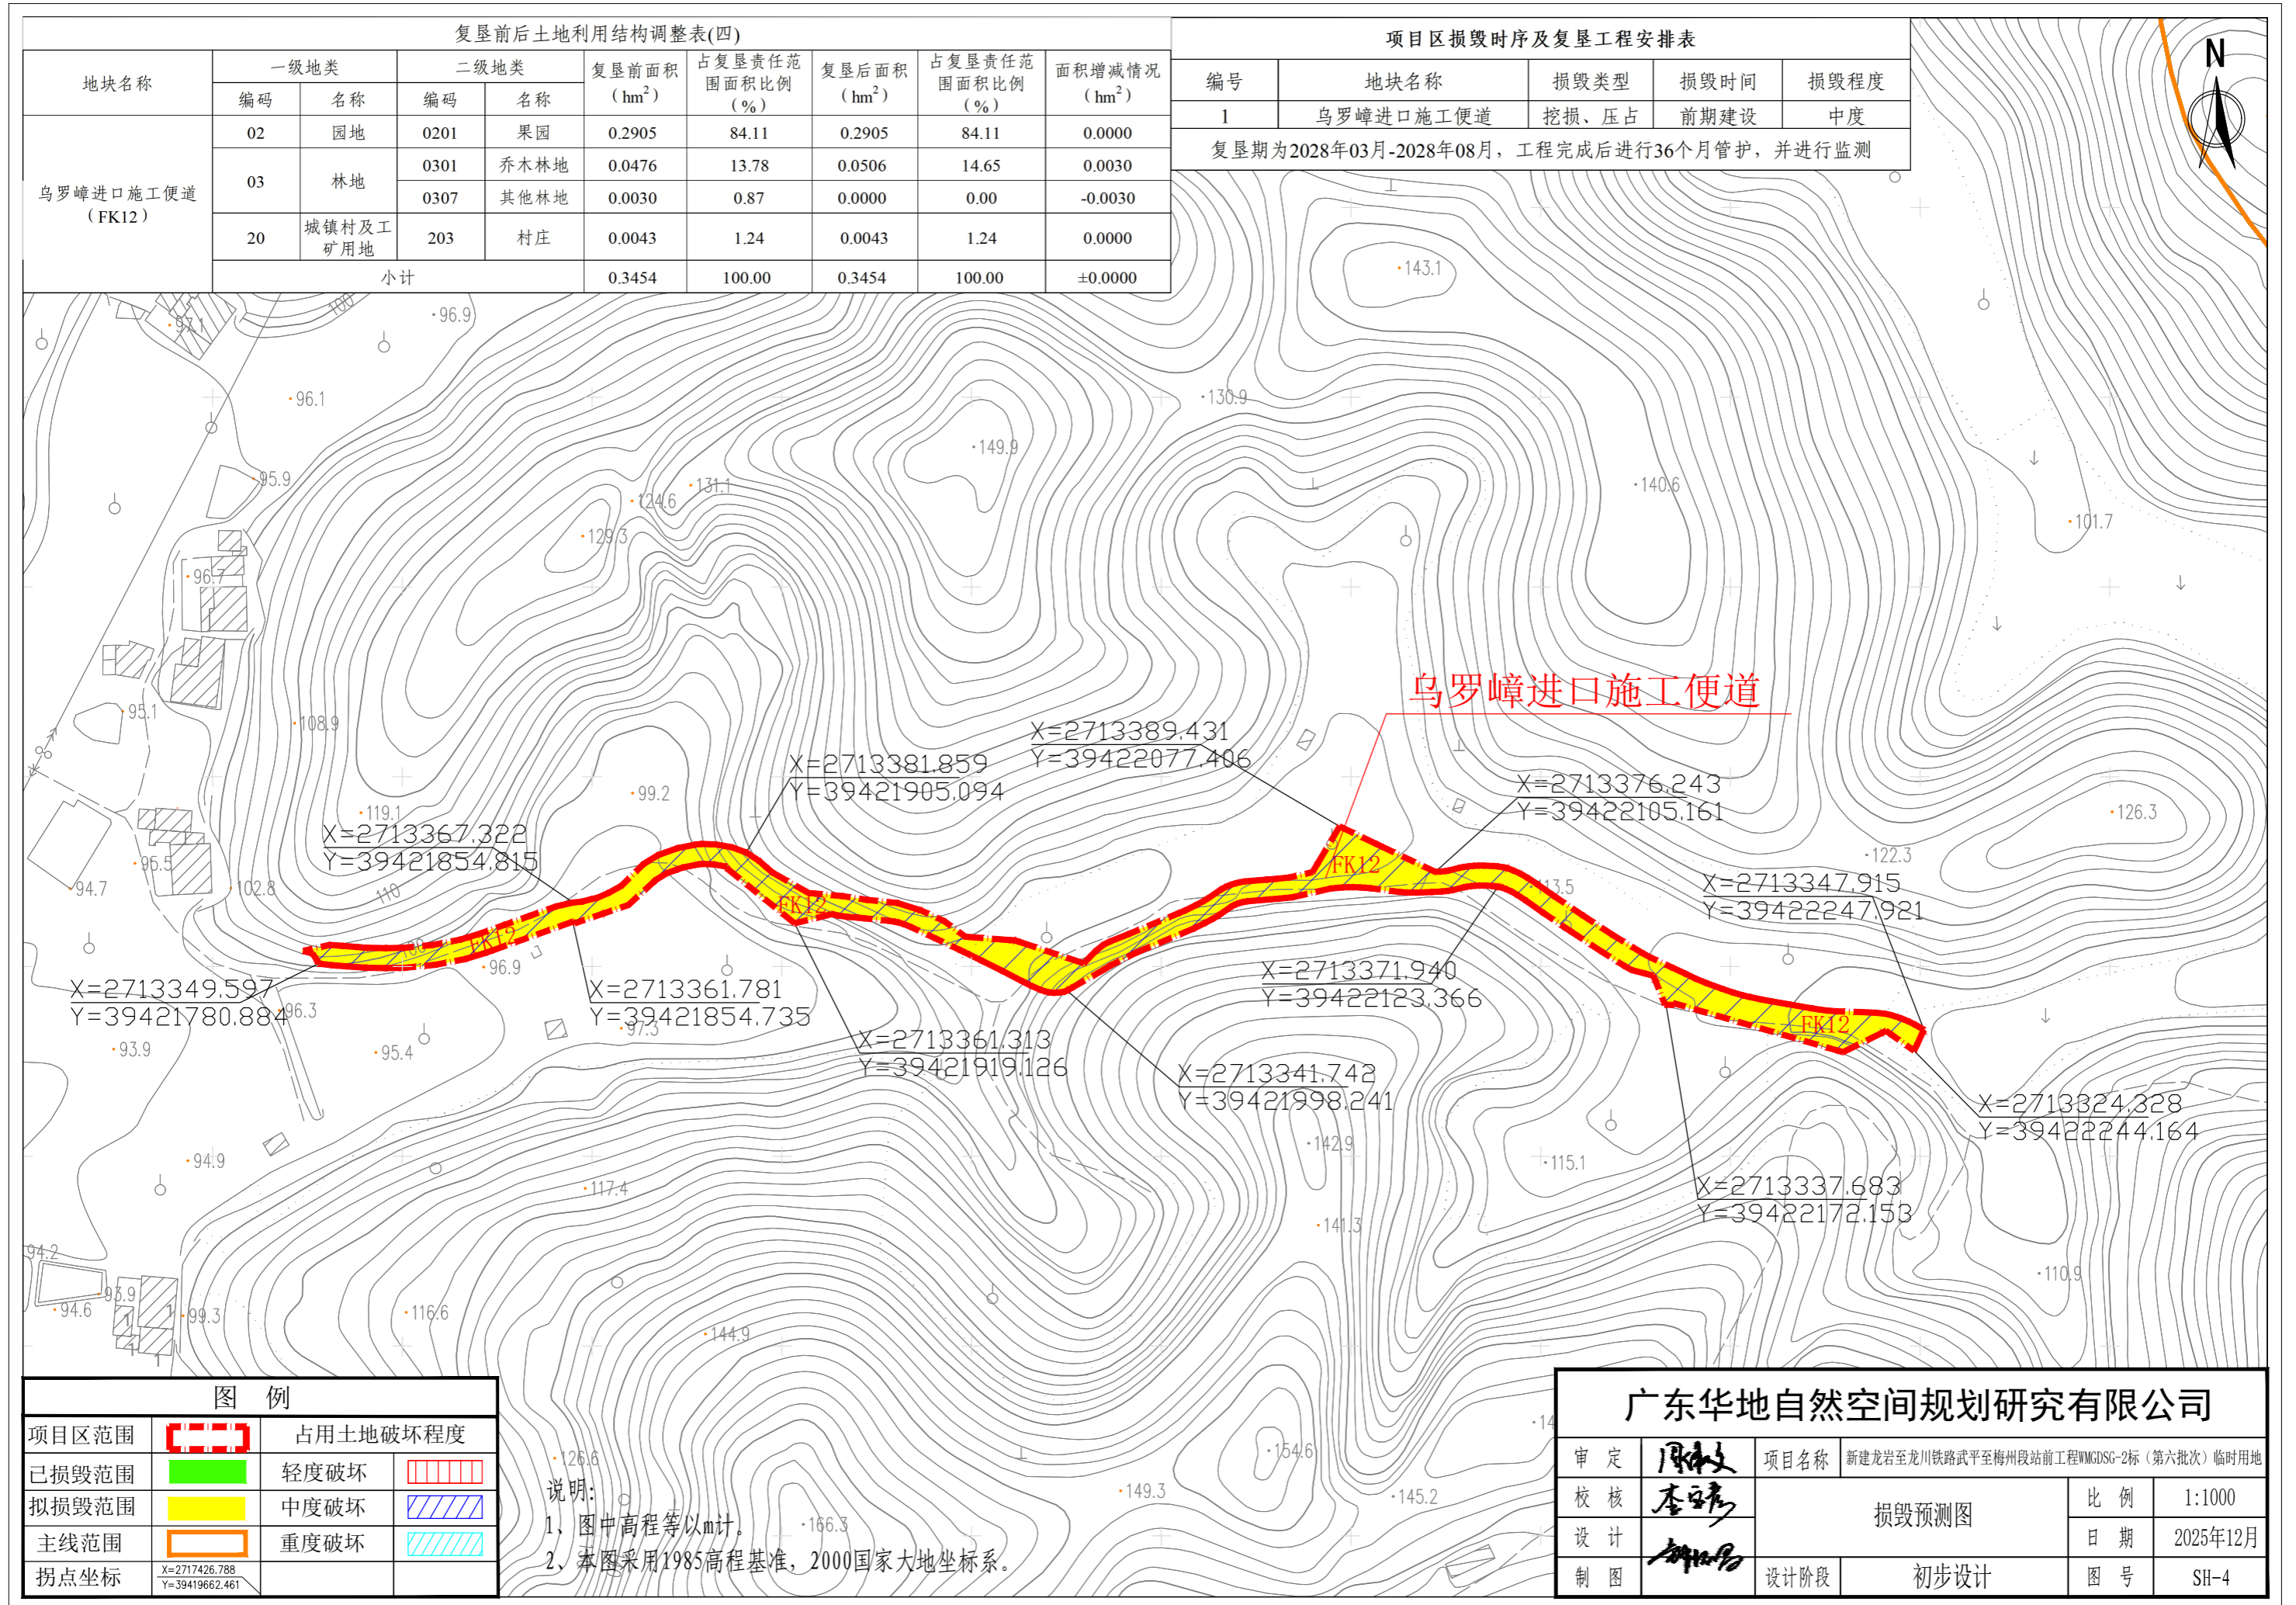 复垦前后土地利用结构调整表(四)
地块名称 一级地类 二级地类 复垦前面积（hm²） 占复垦责任范围面积比例（%） 复垦后面积（hm²） 占复垦责任范围面积比例（%） 面积增减情况（hm²）
编码 名称 编码 名称
乌罗嶂进口施工便道（FK12）
02 园地 0201 果园 0.2905 84.11 0.2905 84.11 0.0000
03 林地 0301 乔木林地 0.0476 13.78 0.0506 14.65 0.0030
0307 其他林地 0.0030 0.87 0.0000 0.00 -0.0030
20 城镇村及工矿用地 203 村庄 0.0043 1.24 0.0043 1.24 0.0000
小计 0.3454 100.00 0.3454 100.00 ±0.0000
项目区损毁时序及复垦工程安排表
编号 地块名称 损毁类型 损毁时间 损毁程度
1 乌罗嶂进口施工便道 挖损、压占 前期建设 中度
复垦期为2028年03月-2028年08月，工程完成后进行36个月管护，并进行监测
N
143.1
97.1
100
96.9
96.1
130.9
149.9
95.9
131.1
124.6
140.6
129.3
101.7
96.7
95.1
108.9
乌罗嶂进口施工便道
X=2713389.431
Y=39422077.406
X=2713381.859
Y=39421905.094
99.2
X=2713376.243
Y=39422105.161
119.1
126.3
X=2713367.322
Y=39421854.815
95.5
94.7
102.8
110
122.3
113.5
X=2713347.915
Y=39422247.921
FK12
FK12
FK12
100
96.9
X=2713349.597
Y=39421780.884
96.3
X=2713361.781
Y=39421854.735
97.3
X=2713371.940
Y=39422123.366
FK12
93.9
95.4
X=2713361.313
Y=39421919.126
X=2713341.742
Y=39421998.241
X=2713324.328
Y=39422244.164
142.9
94.9
115.1
117.4
X=2713337.683
Y=39422172.153
141.3
94.2
110.9
93.9
94.6
99.3
1
1
1
1
116.6
144.9
126.6
154.6
149.3
145.2
166.3
14
图 例
项目区范围 占用土地破坏程度
已损毁范围 轻度破坏
拟损毁范围 中度破坏
主线范围 重度破坏
拐点坐标 X=2717426.788
Y=39419662.461
说明:
1、图中高程等以m计。
2、本图采用1985高程基准，2000国家大地坐标系。
广东华地自然空间规划研究有限公司
审 定 项目名称 新建龙岩至龙川铁路武平至梅州段站前工程WMGDSG-2标（第六批次）临时用地
校 核 损毁预测图 比 例 1:1000
设 计 日 期 2025年12月
制 图 设计阶段 初步设计 图 号 SH-4